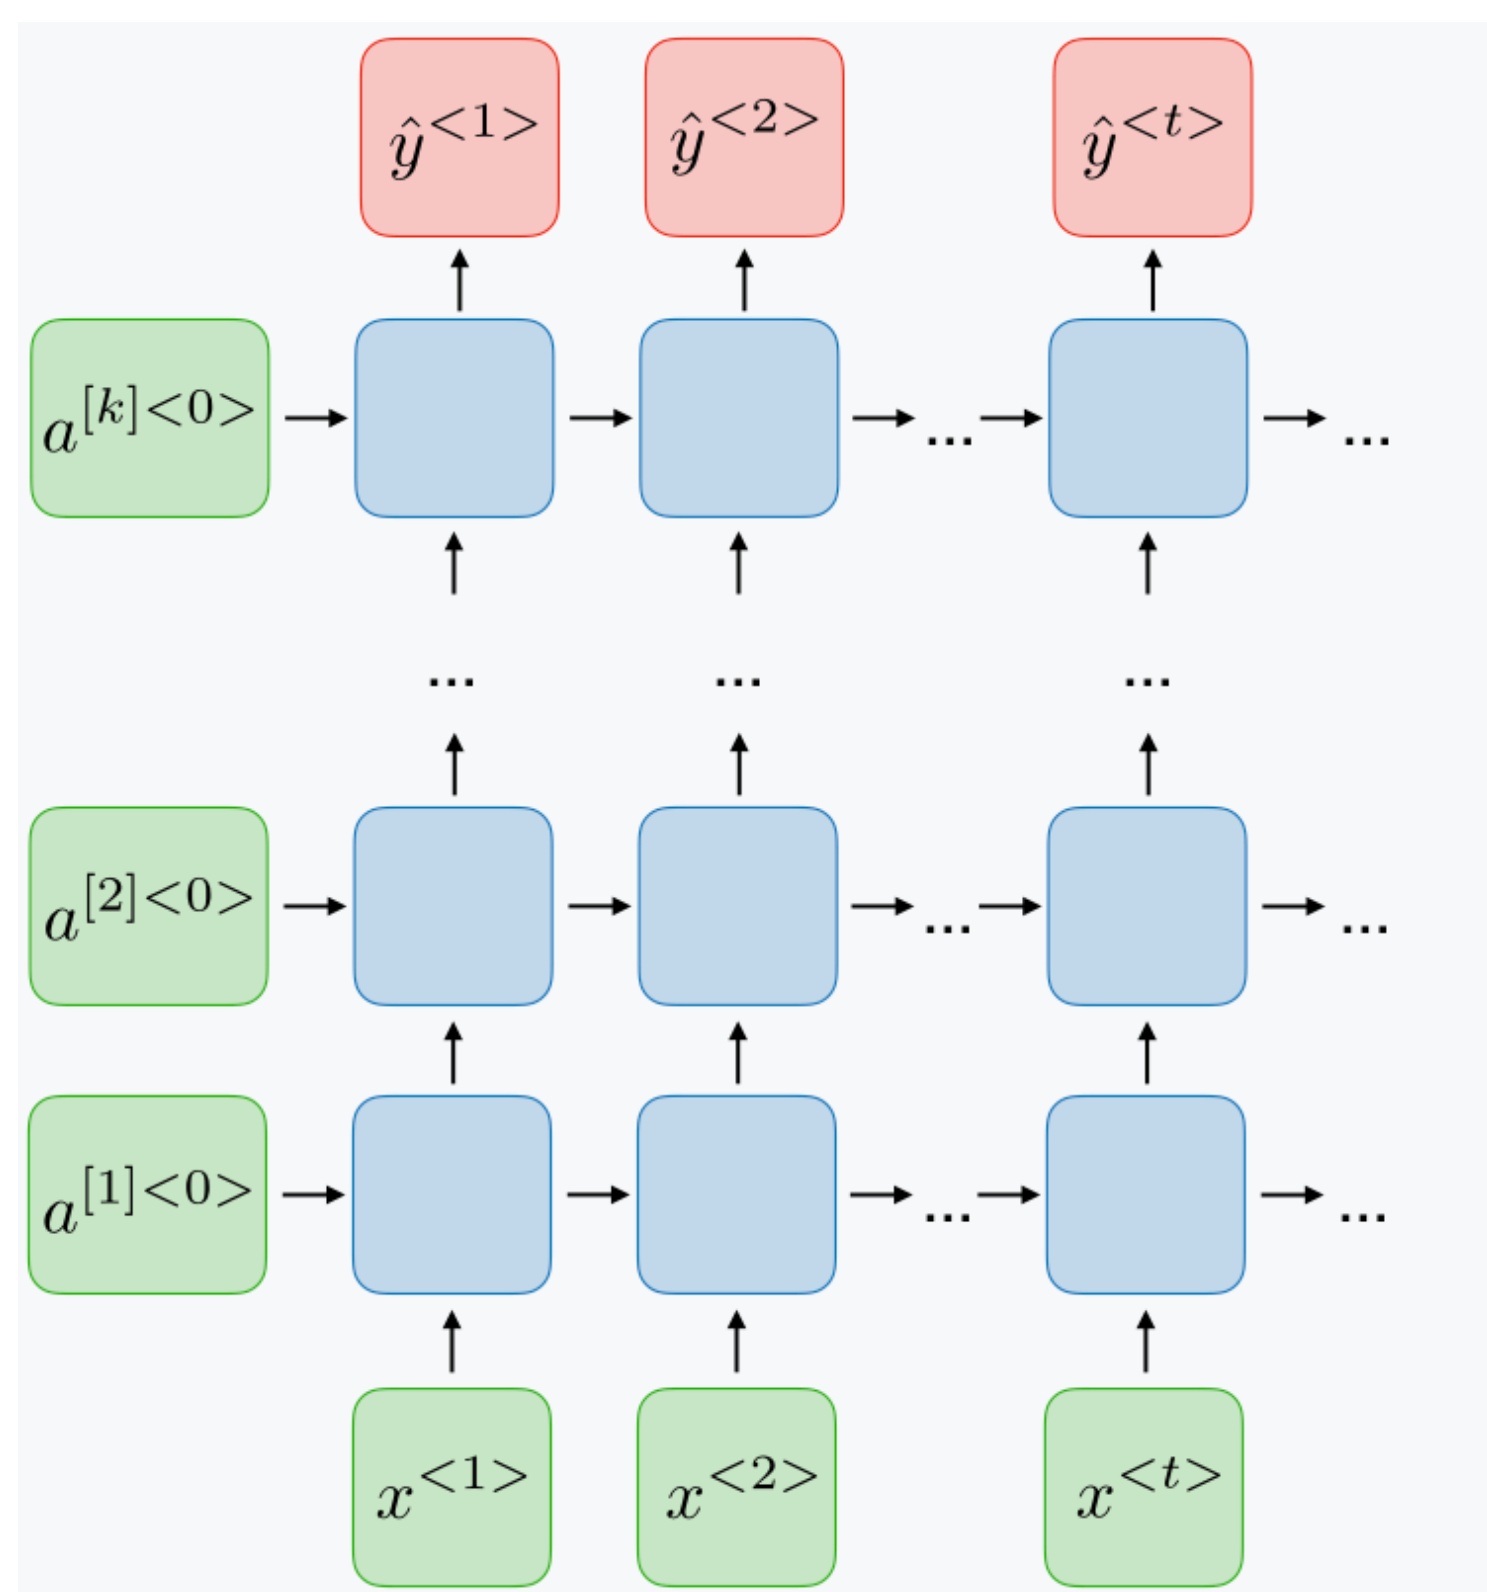 ŷ<1> ŷ<2> ŷ<t>
a[k]<0> ... ...
... ... ...
a[2]<0> ... ...
a[1]<0> ... ...
x<1> x<2> x<t>